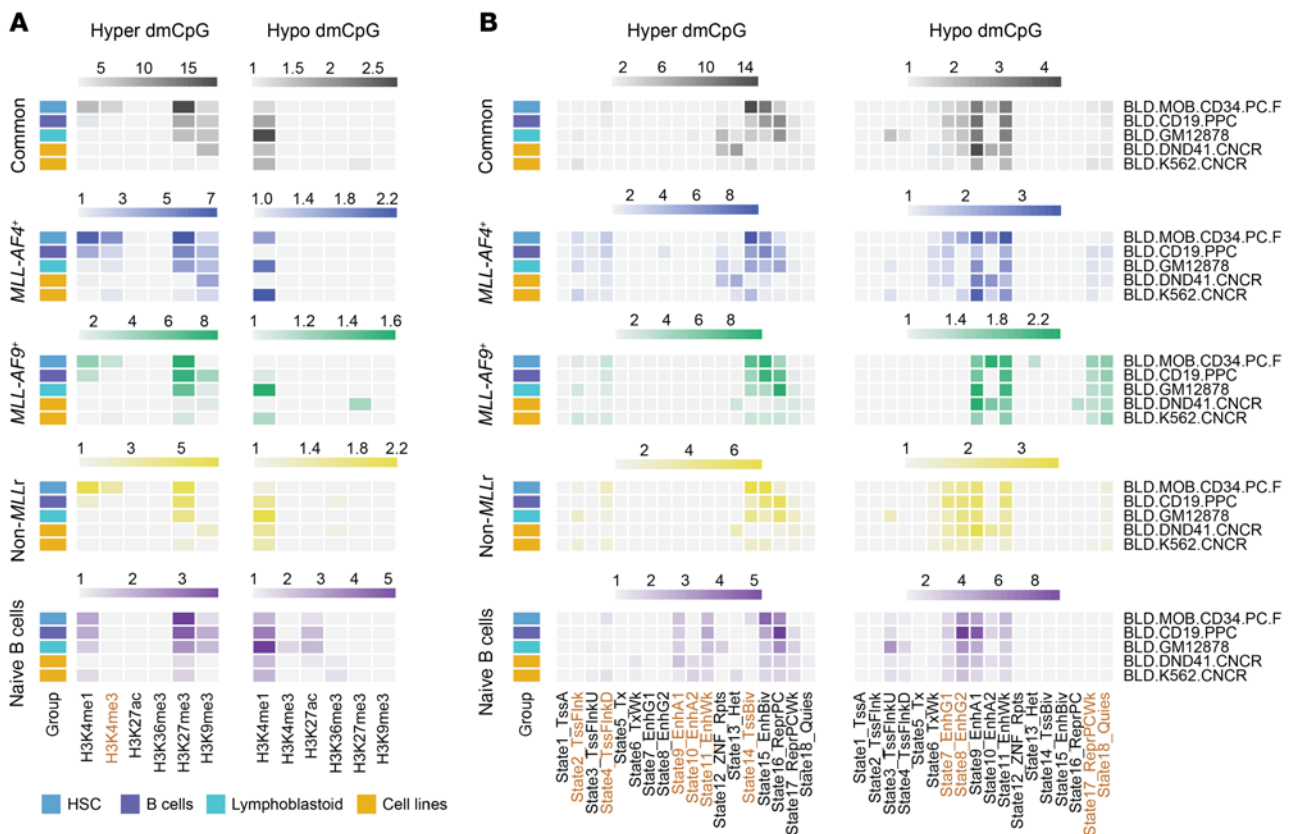 A
B
Hyper dmCpG
Hypo dmCpG
Hyper dmCpG
Hypo dmCpG
Common
5 10 15
1 1.5 2 2.5
2 6 10 14
1 2 3 4
BLD.MOB.CD34.PC.F
BLD.CD19.PPC
BLD.GM12878
BLD.DND41.CNCR
BLD.K562.CNCR
MLL-AF4+
1 3 5 7
1.0 1.4 1.8 2.2
2 4 6 8
1 2 3
BLD.MOB.CD34.PC.F
BLD.CD19.PPC
BLD.GM12878
BLD.DND41.CNCR
BLD.K562.CNCR
MLL-AF9+
2 4 6 8
1 1.2 1.4 1.6
2 4 6 8
1 1.4 1.8 2.2
BLD.MOB.CD34.PC.F
BLD.CD19.PPC
BLD.GM12878
BLD.DND41.CNCR
BLD.K562.CNCR
Non-MLLr
1 3 5
1 1.4 1.8 2.2
2 4 6
1 2 3
BLD.MOB.CD34.PC.F
BLD.CD19.PPC
BLD.GM12878
BLD.DND41.CNCR
BLD.K562.CNCR
Naive B cells
1 2 3
1 2 3 4 5
1 2 3 4 5
2 4 6 8
BLD.MOB.CD34.PC.F
BLD.CD19.PPC
BLD.GM12878
BLD.DND41.CNCR
BLD.K562.CNCR
Group
H3K4me1
H3K4me3
H3K27ac
H3K36me3
H3K27me3
H3K9me3
H3K4me1
H3K4me3
H3K27ac
H3K36me3
H3K27me3
H3K9me3
Group
State1_TssA
State2_TssFlnk
State3_TssFlnkU
State4_TssFlnkD
State5_Tx
State6_TxWk
State7_EnhG1
State8_EnhG2
State9_EnhA1
State10_EnhA2
State11_EnhWk
State12_ZNF_Rpts
State13_Het
State14_TssBiv
State15_EnhBiv
State16_ReprPC
State17_ReprPCWk
State18_Quies
State1_TssA
State2_TssFlnk
State3_TssFlnkU
State4_TssFlnkD
State5_Tx
State6_TxWk
State7_EnhG1
State8_EnhG2
State9_EnhA1
State10_EnhA2
State11_EnhWk
State12_ZNF_Rpts
State13_Het
State14_TssBiv
State15_EnhBiv
State16_ReprPC
State17_ReprPCWk
State18_Quies
HSC
B cells
Lymphoblastoid
Cell lines